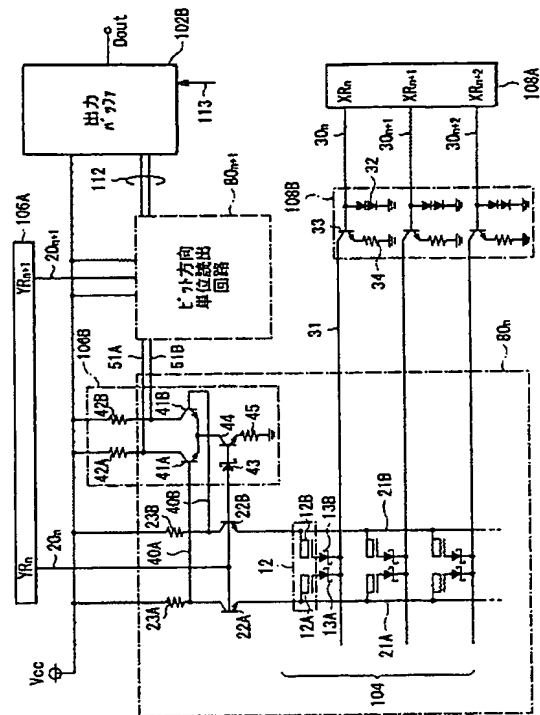 Vcc
106A
YRn
YRn+1
20n
20n+1
102B
出力
バッファ
Dout
113
112
80n+1
ビット方向
単位読出
回路
106B
51A
51B
42A
42B
41A
41B
44
45
43
40A
40B
23A
23B
22A
22B
12
12A
12B
13A
13B
21A
21B
104
80n
31
108B
33
32
34
30n
30n+1
30n+2
XRn
XRn+1
XRn+2
108A